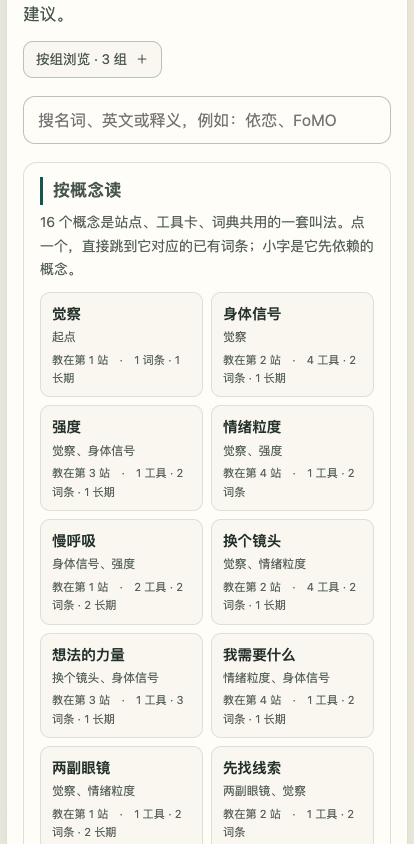 建议。
按组浏览 · 3 组 +
搜名词、英文或释义，例如：依恋、FoMO
按概念读
16 个概念是站点、工具卡、词典共用的一套叫法。点
一个，直接跳到它对应的已有词条；小字是它先依赖的
概念。
觉察
起点
教在第 1 站 · 1 词条 · 1
长期
身体信号
觉察
教在第 2 站 · 4 工具 · 2
词条 · 1 长期
强度
觉察、身体信号
教在第 3 站 · 1 工具 · 2
词条 · 1 长期
情绪粒度
觉察、强度
教在第 4 站 · 1 工具 · 2
词条
慢呼吸
身体信号、强度
教在第 1 站 · 2 工具 · 2
词条 · 2 长期
换个镜头
觉察、情绪粒度
教在第 2 站 · 4 工具 · 2
词条 · 1 长期
想法的力量
换个镜头、身体信号
教在第 3 站 · 1 工具 · 3
词条 · 1 长期
我需要什么
情绪粒度、身体信号
教在第 4 站 · 1 工具 · 2
词条 · 1 长期
两副眼镜
觉察、情绪粒度
教在第 1 站 · 1 工具 · 2
词条 · 2 长期
先找线索
两副眼镜、觉察
教在第 2 站 · 1 工具 · 2
词条